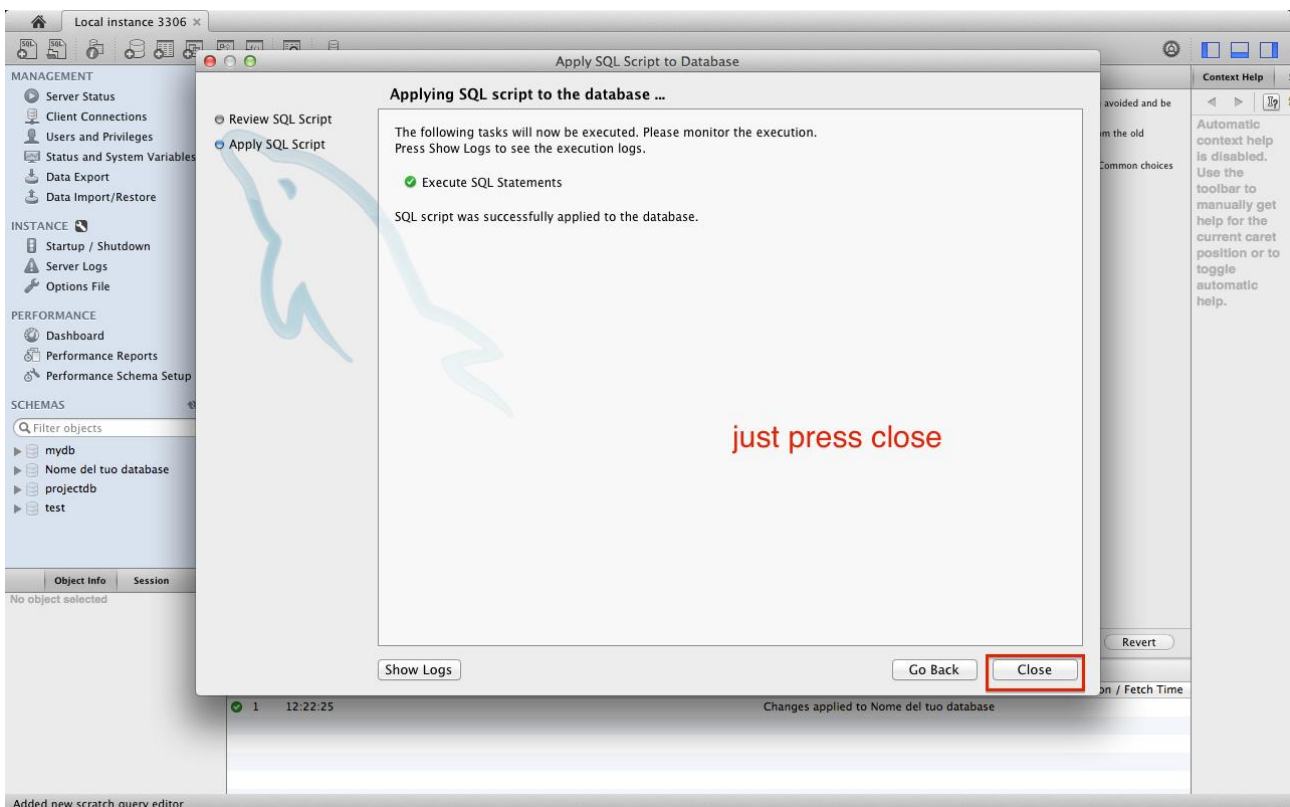 Local instance 3306
Apply SQL Script to Database
MANAGEMENT
Server Status
Client Connections
Users and Privileges
Status and System Variables
Data Export
Data Import/Restore
INSTANCE
Startup / Shutdown
Server Logs
Options File
PERFORMANCE
Dashboard
Performance Reports
Performance Schema Setup
SCHEMAS
Filter objects
mydb
Nome del tuo database
projectdb
test
Object Info Session
No object selected
Review SQL Script
Apply SQL Script
Applying SQL script to the database ...
The following tasks will now be executed. Please monitor the execution.
Press Show Logs to see the execution logs.
Execute SQL Statements
SQL script was successfully applied to the database.
just press close
Show Logs Go Back Close
avoided and be
the old
Common choices
Revert
/ Fetch Time
1 12:22:25 Changes applied to Nome del tuo database
Context Help
Automatic
context help
is disabled.
Use the
toolbar to
manually get
help for the
current caret
position or to
toggle
automatic
help.
Added new scratch query editor